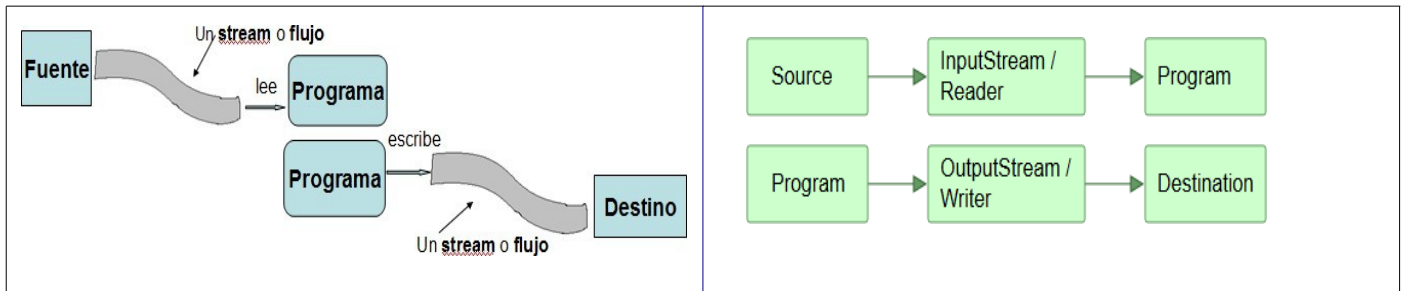 Un stream o flujo
Fuente
lee
Programa
escribe
Programa
Destino
Un stream o flujo
Source
InputStream /
Reader
Program
Program
OutputStream /
Writer
Destination